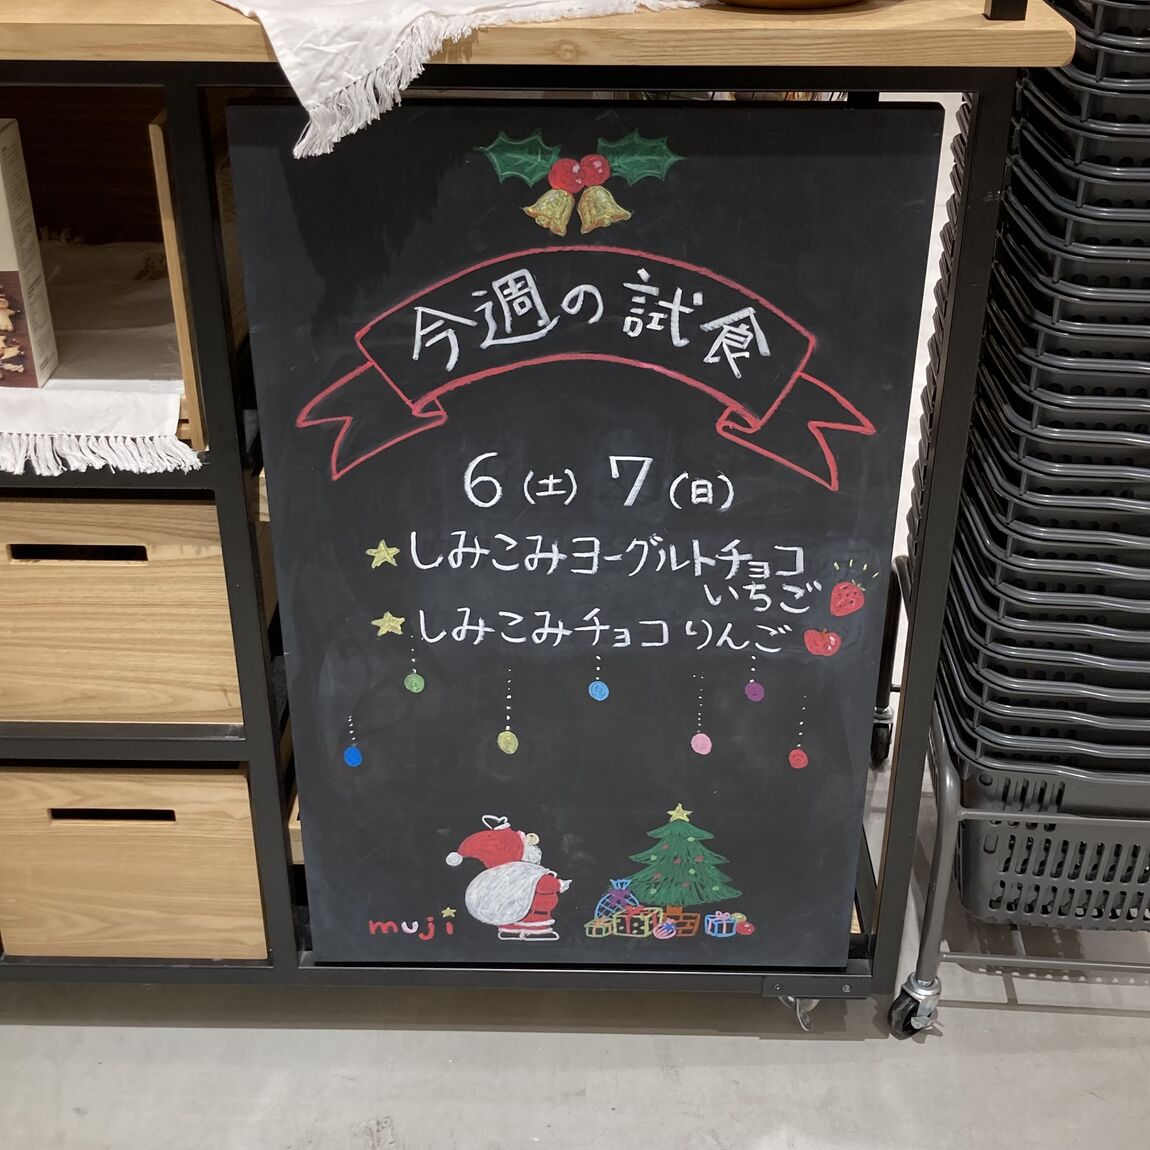 今週の試食
6(土) 7(日)
しみこみヨーグルトチョコ
いちご
しみこみチョコ りんご
muji